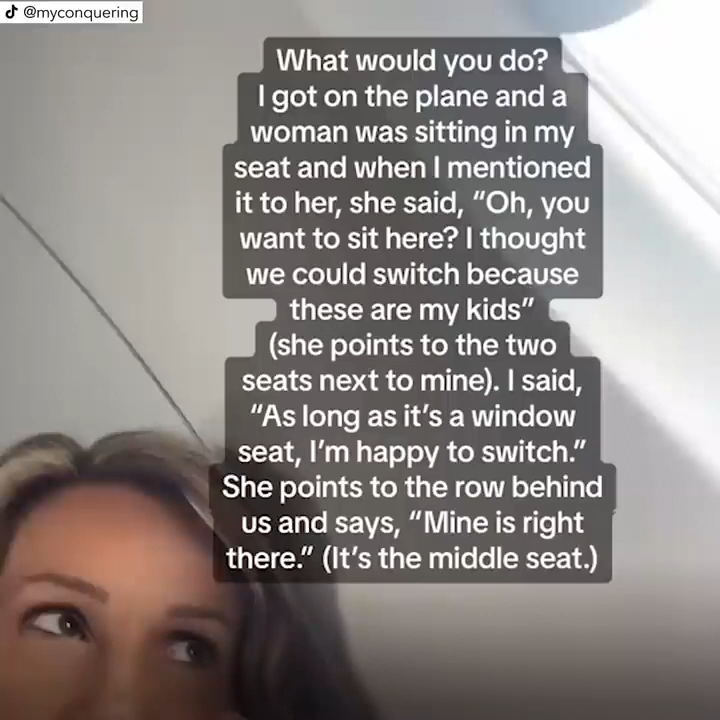 @myconquering
What would you do?
I got on the plane and a
woman was sitting in my
seat and when I mentioned
it to her, she said, “Oh, you
want to sit here? I thought
we could switch because
these are my kids”
(she points to the two
seats next to mine). I said,
“As long as it’s a window
seat, I’m happy to switch.”
She points to the row behind
us and says, “Mine is right
there.” (It’s the middle seat.)